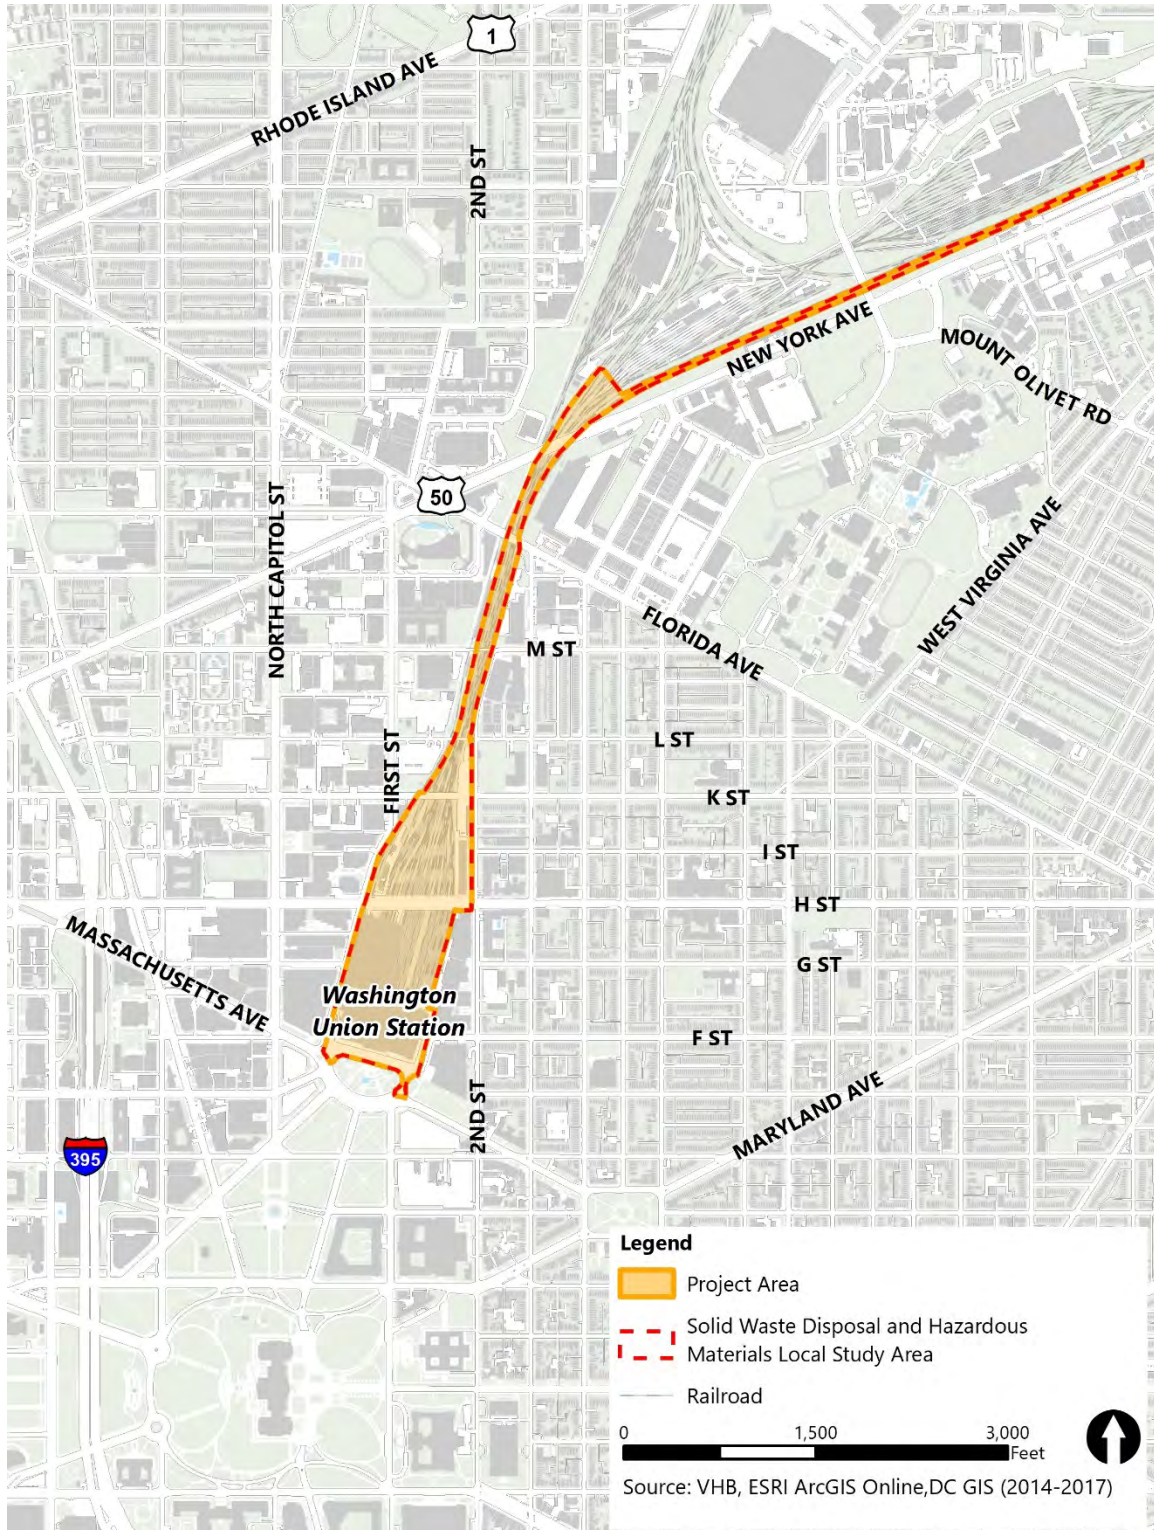 1
RHODE ISLAND AVE
2ND ST
NEW YORK AVE
MOUNT OLIVET RD
50
NORTH CAPITOL ST
WEST VIRGINIA AVE
FLORIDA AVE
M ST
L ST
FIRST ST
K ST
I ST
H ST
MASSACHUSETTS AVE
G ST
Washington
Union Station
F ST
2ND ST
MARYLAND AVE
395
Legend
Project Area
Solid Waste Disposal and Hazardous
Materials Local Study Area
Railroad
0 1,500 3,000
Feet
Source: VHB, ESRI ArcGIS Online,DC GIS (2014-2017)